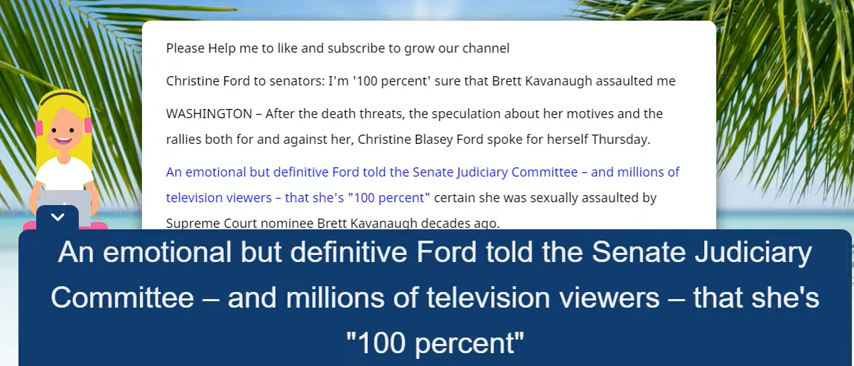 Please Help me to like and subscribe to grow our channel
Christine Ford to senators: I'm '100 percent' sure that Brett Kavanaugh assaulted me
WASHINGTON – After the death threats, the speculation about her motives and the
rallies both for and against her, Christine Blasey Ford spoke for herself Thursday.
An emotional but definitive Ford told the Senate Judiciary Committee – and millions of
television viewers – that she's "100 percent" certain she was sexually assaulted by
Supreme Court nominee Brett Kavanaugh decades ago.
An emotional but definitive Ford told the Senate Judiciary
Committee – and millions of television viewers – that she's
"100 percent"